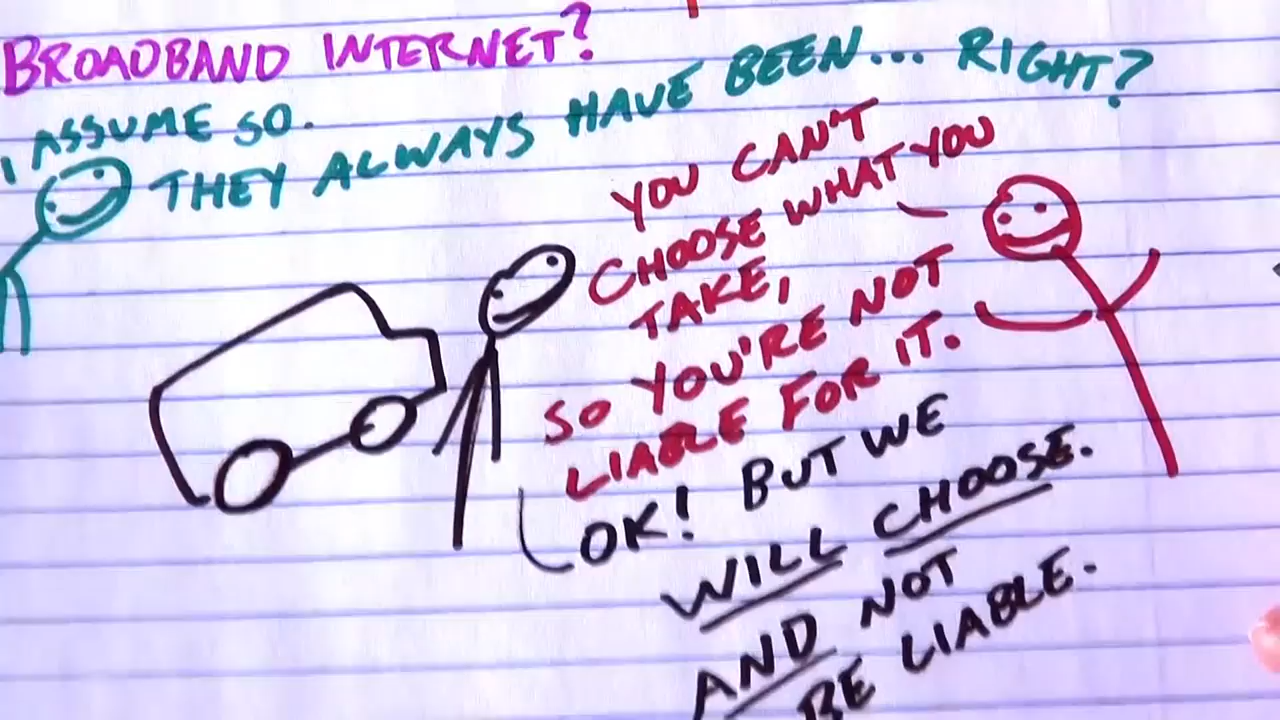 BROADBAND INTERNET?
I ASSUME SO.
THEY ALWAYS HAVE BEEN... RIGHT?
YOU CAN'T
CHOOSE WHAT YOU
TAKE,
SO YOU'RE NOT
LIABLE FOR IT.
OK! BUT WE
WILL CHOOSE.
AND NOT
BE LIABLE.